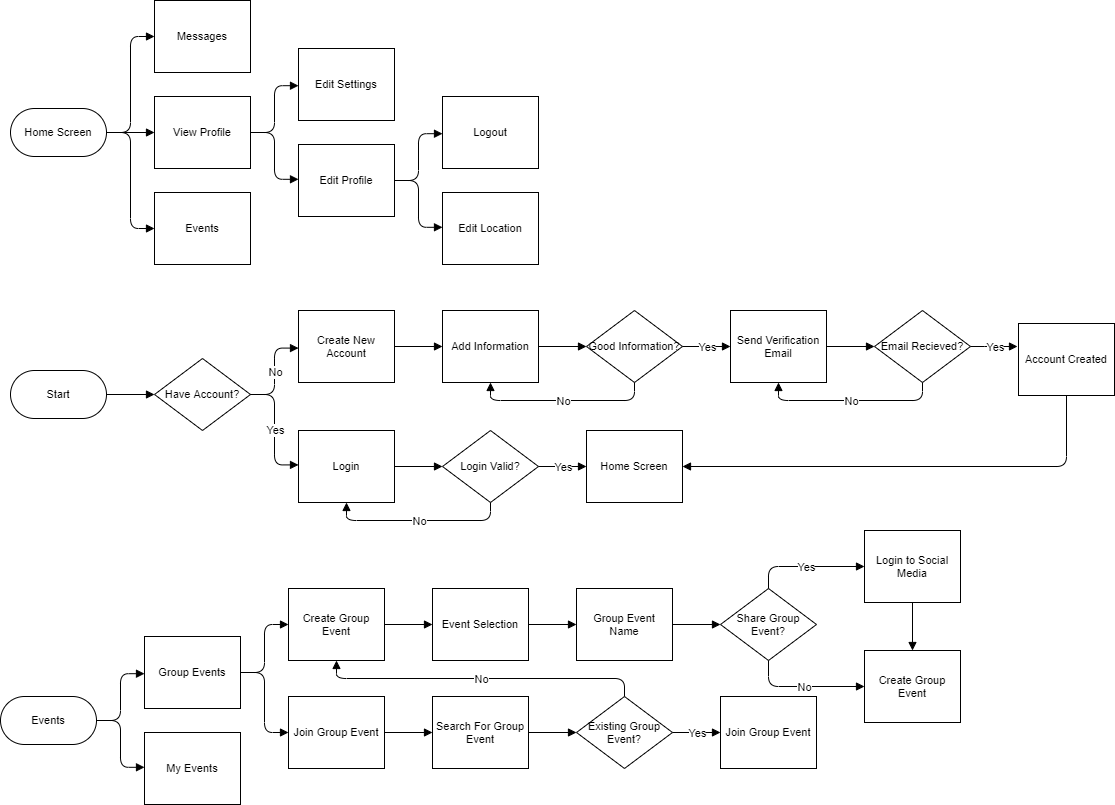 Messages
Home Screen
View Profile
Edit Settings
Edit Profile
Logout
Events
Edit Location
Start
Have Account?
No
Create New
Account
Add Information
Good Information?
No
Yes
Send Verification
Email
Email Recieved?
No
Yes
Account Created
Yes
Login
Login Valid?
No
Yes
Home Screen
Events
Group Events
My Events
Create Group
Event
Event Selection
Group Event
Name
Share Group
Event?
Yes
Login to Social
Media
No
Create Group
Event
Join Group Event
Search For Group
Event
Existing Group
Event?
No
Yes
Join Group Event